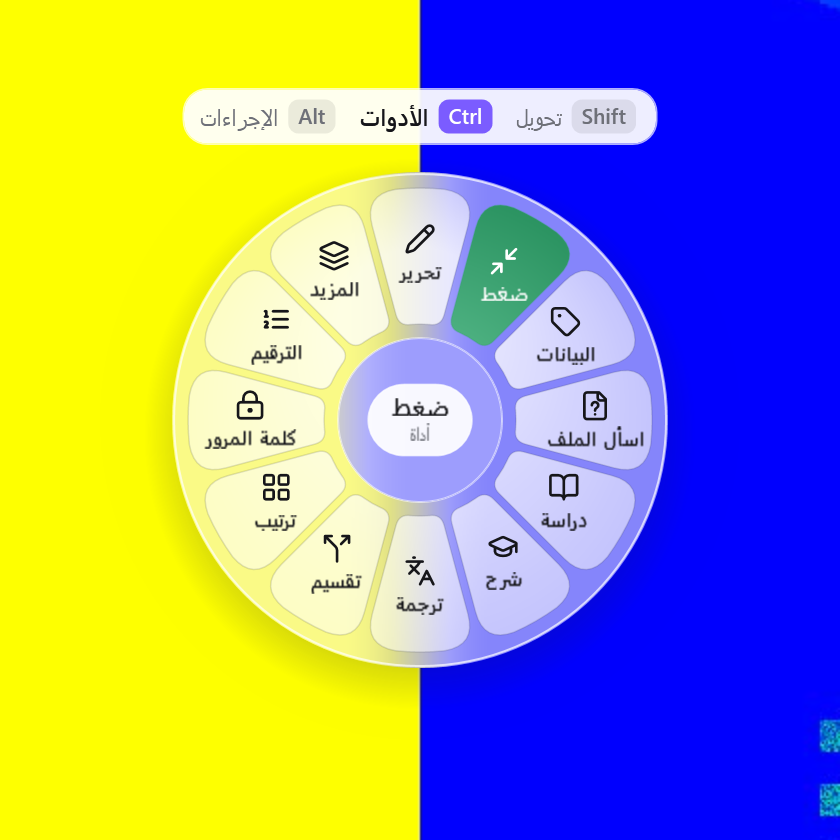 Shift تحويل
Ctrl الأدوات
Alt الإجراءات
تحرير
ضغط
البيانات
اسأل الملف
دراسة
شرح
ترجمة
تقسيم
ترتيب
كلمة المرور
الترقيم
المزيد
ضغط
أداة